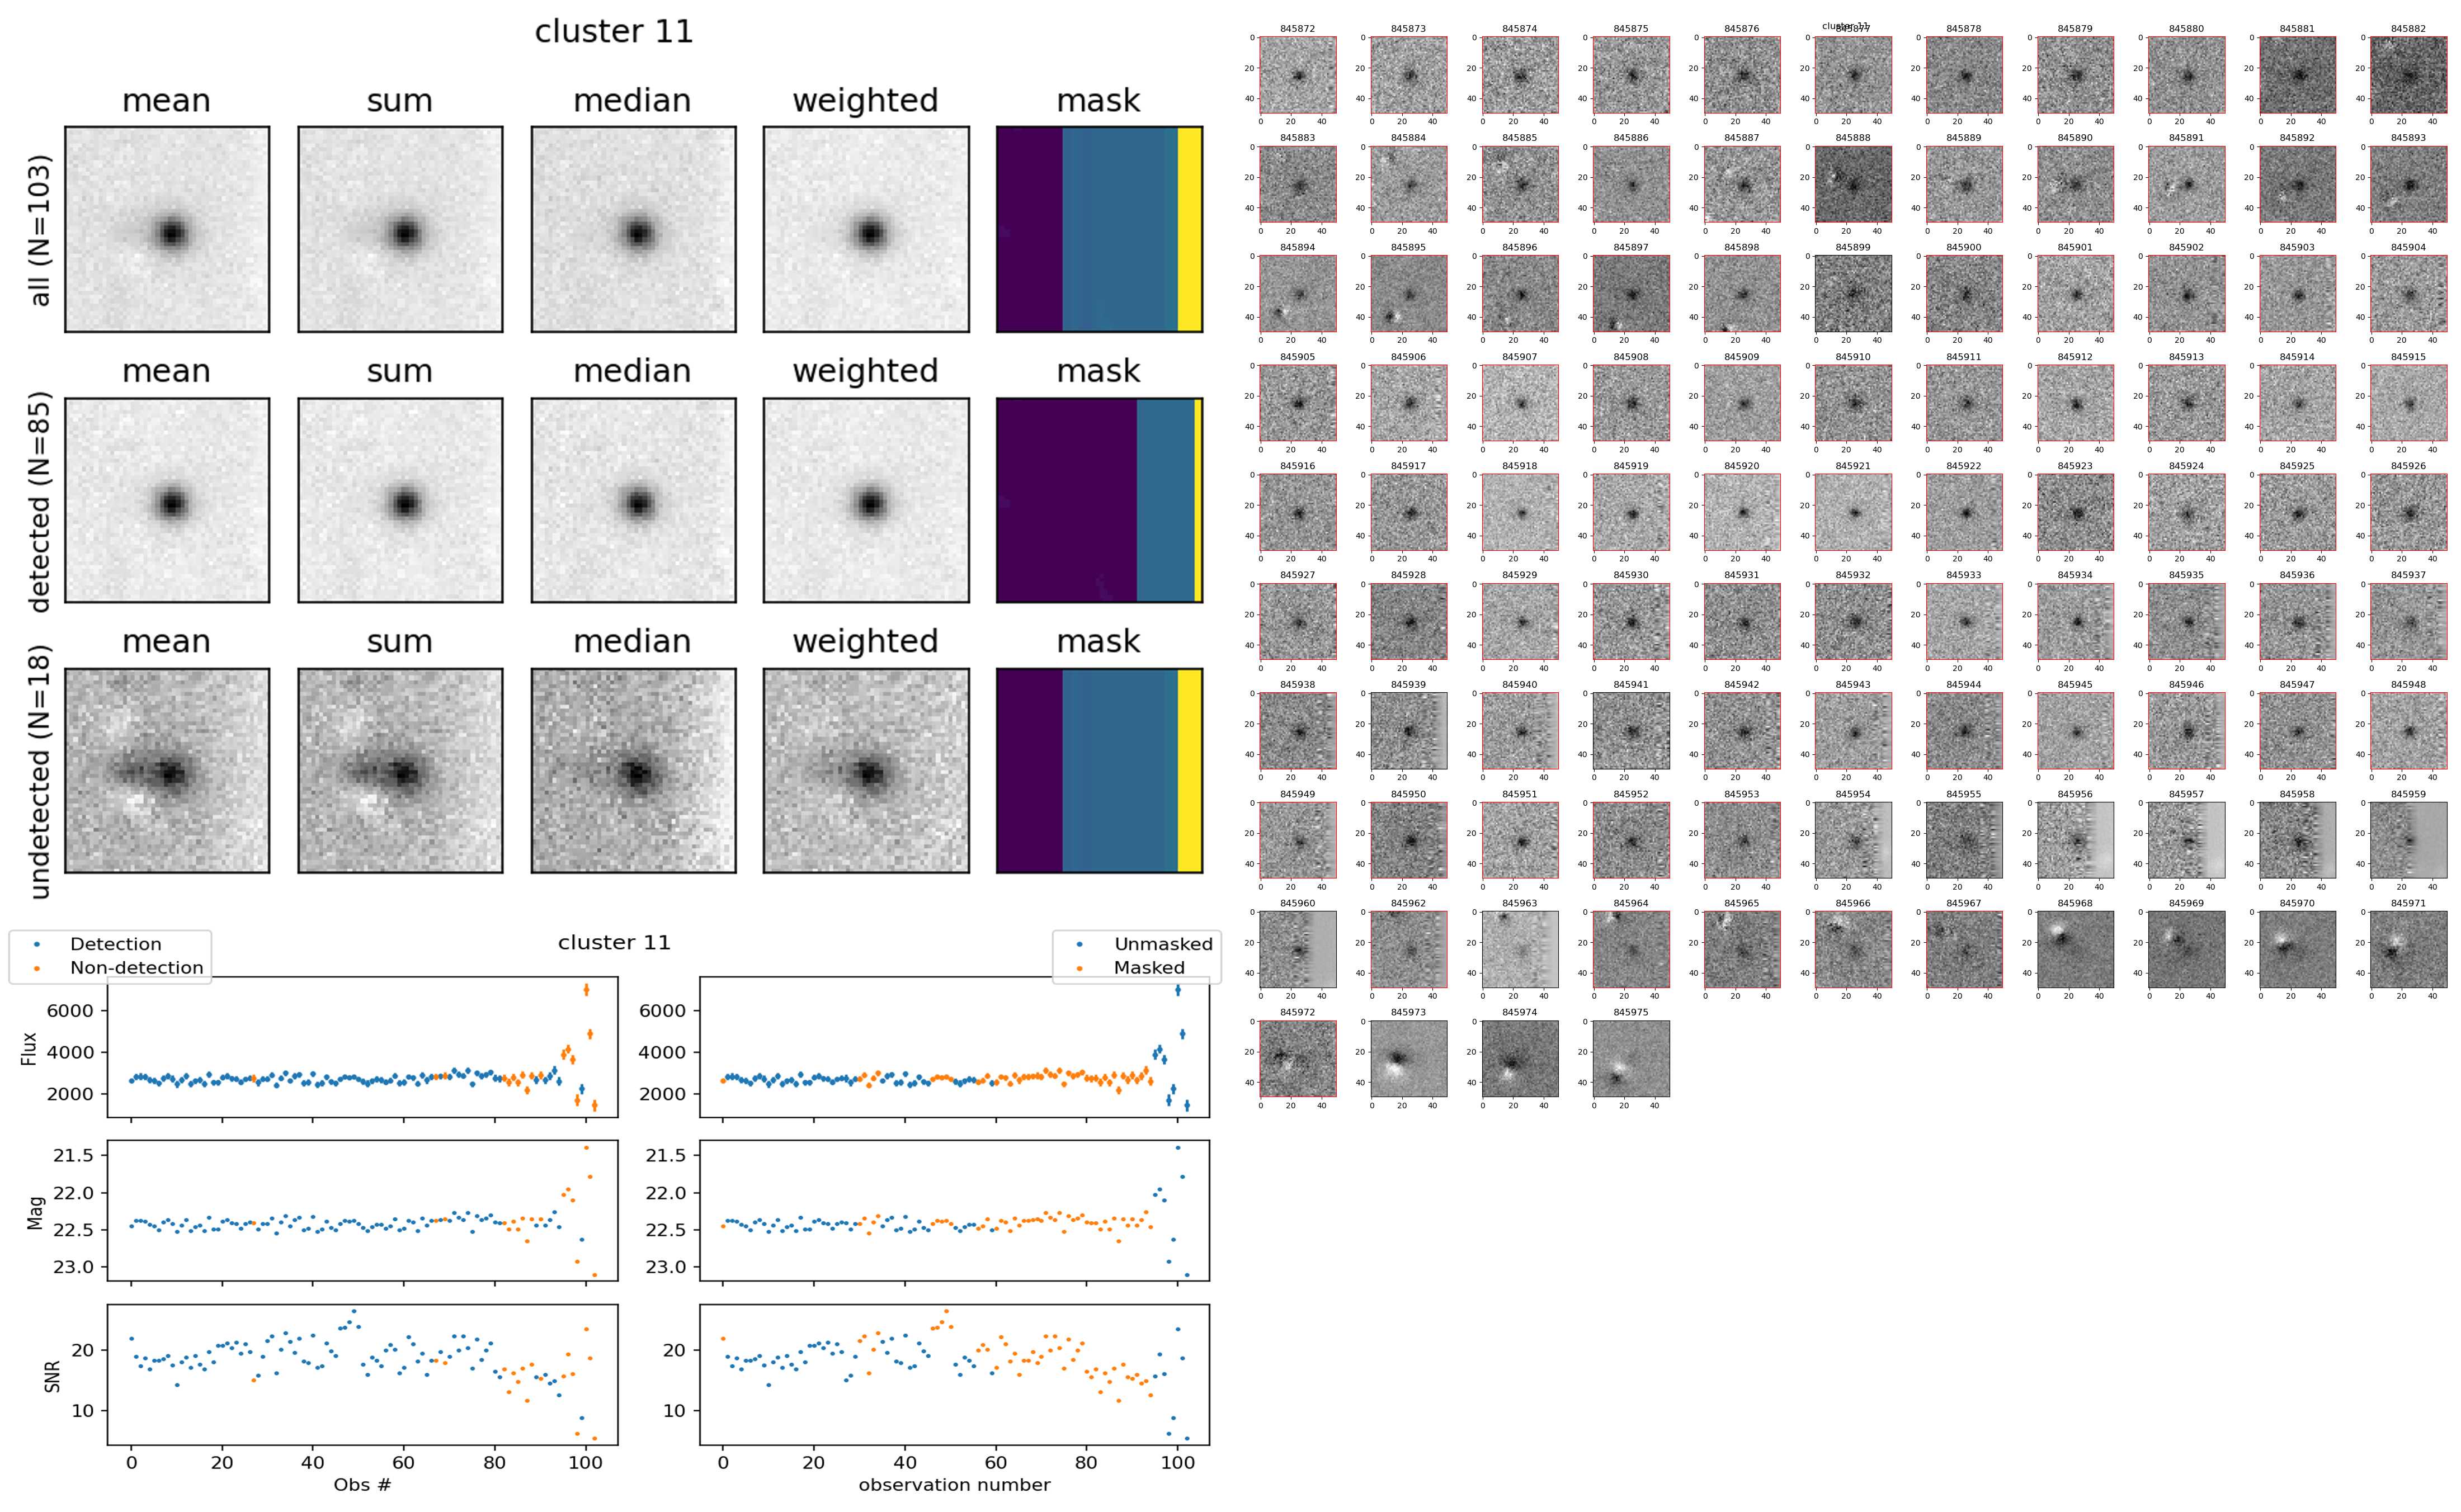 cluster 11
mean sum median weighted mask
all (N=103)
mean sum median weighted mask
detected (N=85)
mean sum median weighted mask
undetected (N=18)
cluster 11
Detection
Non-detection
Unmasked
Masked
Flux
6000
4000
2000
6000
4000
2000
Mag
21.5
22.0
22.5
23.0
21.5
22.0
22.5
23.0
SNR
20
10
20
10
0 20 40 60 80 100
Obs #
0 20 40 60 80 100
observation number
cluster 11
845872 845873 845874 845875 845876 845877 845878 845879 845880 845881 845882
845883 845884 845885 845886 845887 845888 845889 845890 845891 845892 845893
845894 845895 845896 845897 845898 845899 845900 845901 845902 845903 845904
845905 845906 845907 845908 845909 845910 845911 845912 845913 845914 845915
845916 845917 845918 845919 845920 845921 845922 845923 845924 845925 845926
845927 845928 845929 845930 845931 845932 845933 845934 845935 845936 845937
845938 845939 845940 845941 845942 845943 845944 845945 845946 845947 845948
845949 845950 845951 845952 845953 845954 845955 845956 845957 845958 845959
845960 845962 845963 845964 845965 845966 845967 845968 845969 845970 845971
845972 845973 845974 845975